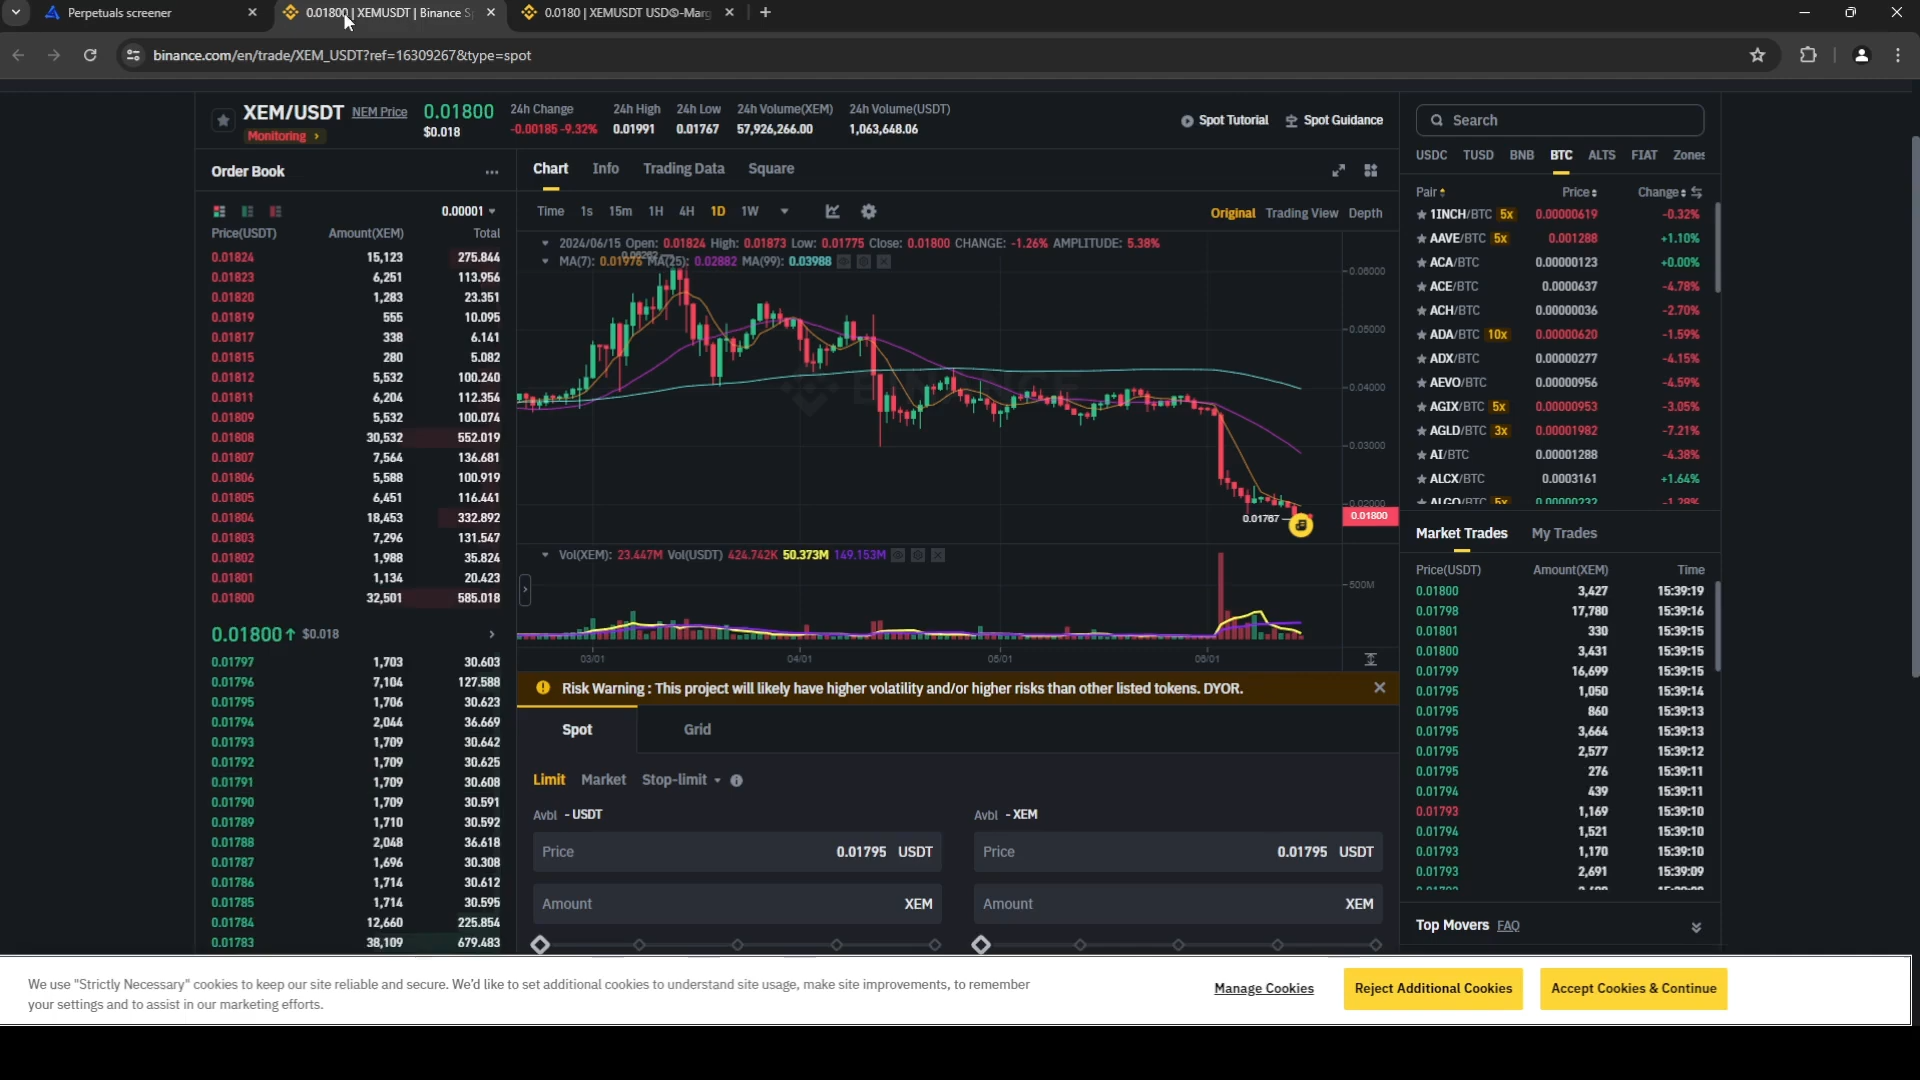 Perpetuals screener
0.01800 | XEMUSDT | Binance S
0.0180 | XEMUSDT USDⓈ-Marg
binance.com/en/trade/XEM_USDT?ref=16309267&type=spot
XEM/USDT NEM Price
Monitoring
0.01800
$0.018
24h Change
-0.00185 -9.32%
24h High
0.01991
24h Low
0.01767
24h Volume(XEM)
57,926,266.00
24h Volume(USDT)
1,063,648.06
Spot Tutorial Spot Guidance
Order Book
0.00001
Price(USDT) Amount(XEM) Total
0.01824 15,123 275.844
0.01823 6,251 113.956
0.01820 1,283 23.351
0.01819 555 10.095
0.01817 338 6.141
0.01815 280 5.082
0.01812 5,532 100.240
0.01811 6,204 112.354
0.01809 5,532 100.074
0.01808 30,532 552.019
0.01807 7,564 136.681
0.01806 5,588 100.919
0.01805 6,451 116.441
0.01804 18,453 332.892
0.01803 7,296 131.547
0.01802 1,988 35.824
0.01801 1,134 20.423
0.01800 32,501 585.018
0.01800↑ $0.018
0.01797 1,703 30.603
0.01796 7,104 127.588
0.01795 1,706 30.623
0.01794 2,044 36.669
0.01793 1,709 30.642
0.01792 1,709 30.625
0.01791 1,709 30.608
0.01790 1,709 30.591
0.01789 1,710 30.592
0.01788 2,048 36.618
0.01787 1,696 30.308
0.01786 1,714 30.612
0.01785 1,714 30.595
0.01784 12,660 225.854
0.01783 38,109 679.483
Chart Info Trading Data Square
Time 1s 15m 1H 4H 1D 1W
Original Trading View Depth
2024/06/15 Open: 0.01824 High: 0.01873 Low: 0.01775 Close: 0.01800 CHANGE: -1.26% AMPLITUDE: 5.38%
MA(7): 0.01976 MA(25): 0.02882 MA(99): 0.03988
0.06000
0.05000
0.04000
0.03000
0.02000
0.01800
0.01767
Vol(XEM): 23.447M Vol(USDT) 424.742K 50.373M 149.153M
500M
03/01 04/01 05/01 06/01
Risk Warning : This project will likely have higher volatility and/or higher risks than other listed tokens. DYOR.
Spot Grid
Limit Market Stop-limit
Avbl - USDT
Price 0.01795 USDT
Amount XEM
Avbl - XEM
Price 0.01795 USDT
Amount XEM
Search
USDC TUSD BNB BTC ALTS FIAT Zones
Pair Price Change
1INCH/BTC 5x 0.00000619 -0.32%
AAVE/BTC 5x 0.001288 +1.10%
ACA/BTC 0.00000123 +0.00%
ACE/BTC 0.0000637 -4.78%
ACH/BTC 0.00000036 -2.70%
ADA/BTC 10x 0.00000620 -1.59%
ADX/BTC 0.00000277 -4.15%
AEVO/BTC 0.00000956 -4.59%
AGIX/BTC 5x 0.00000953 -3.05%
AGLD/BTC 3x 0.00001982 -7.21%
AI/BTC 0.00001288 -4.38%
ALCX/BTC 0.0003161 +1.64%
ALGO/BTC 5x 0.00000232 -1.28%
Market Trades My Trades
Price(USDT) Amount(XEM) Time
0.01800 3,427 15:39:19
0.01798 17,780 15:39:16
0.01801 330 15:39:15
0.01800 3,431 15:39:15
0.01799 16,699 15:39:15
0.01795 1,050 15:39:14
0.01795 860 15:39:13
0.01795 3,664 15:39:13
0.01795 2,577 15:39:12
0.01795 276 15:39:11
0.01794 439 15:39:11
0.01793 1,169 15:39:10
0.01794 1,521 15:39:10
0.01793 1,170 15:39:10
0.01793 2,691 15:39:09
Top Movers FAQ
We use "Strictly Necessary" cookies to keep our site reliable and secure. We'd like to set additional cookies to understand site usage, make site improvements, to remember
your settings and to assist in our marketing efforts.
Manage Cookies
Reject Additional Cookies
Accept Cookies & Continue